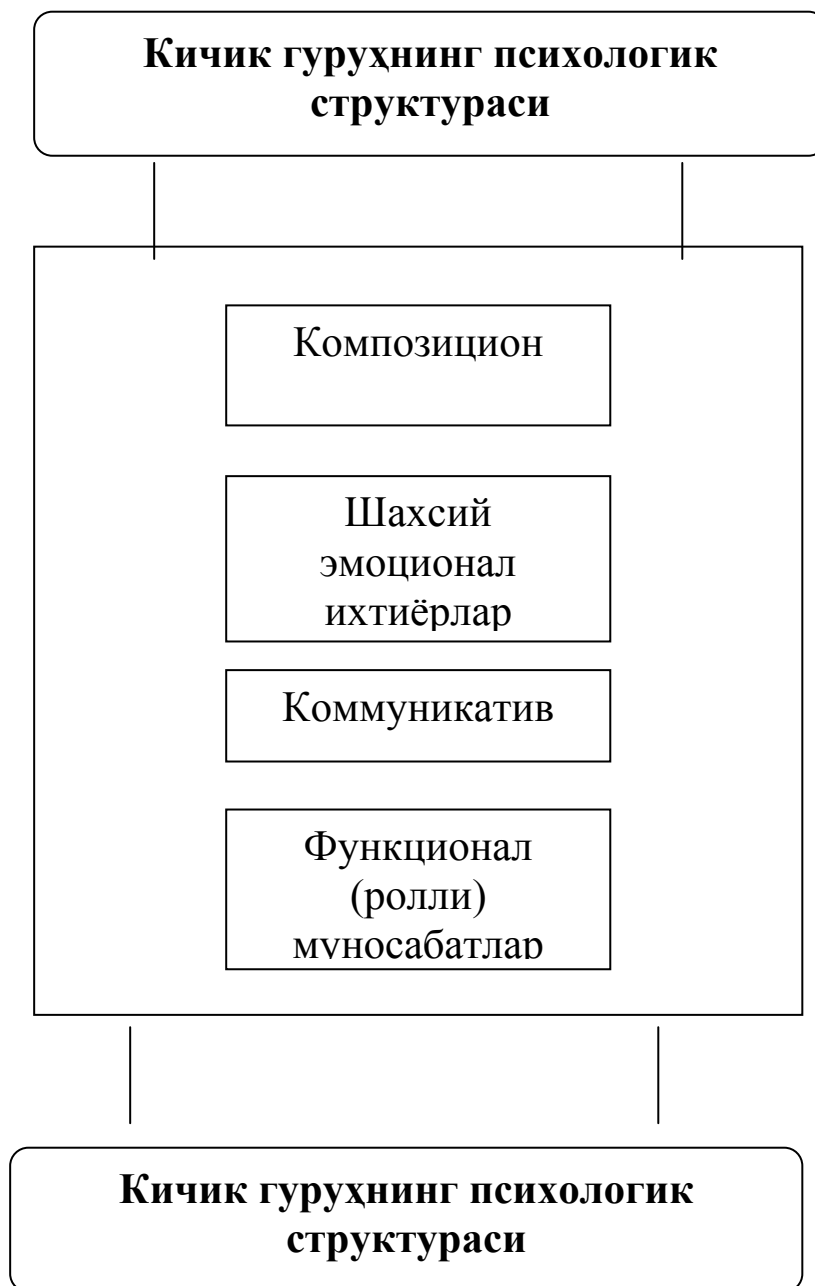 Кичик гуруҳнинг психологик
структураси
Композицион
Шахсий
эмоционал
ихтиёрлар
Коммуникатив
Функционал
(ролли)
муносабатлар
Кичик гуруҳнинг психологик
структураси